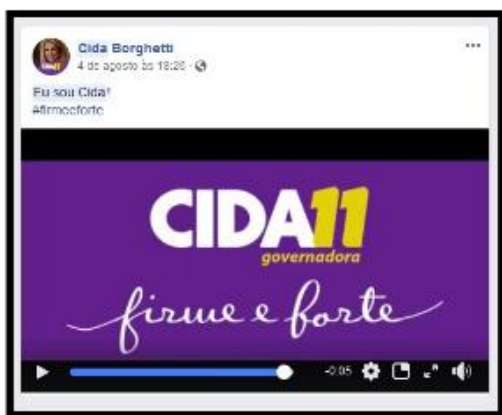 Cida Borghetti
4 de agosto às 18:26
Eu sou Cida!
#firmeeforte
CIDA11
governadora
firme e forte
-0:05